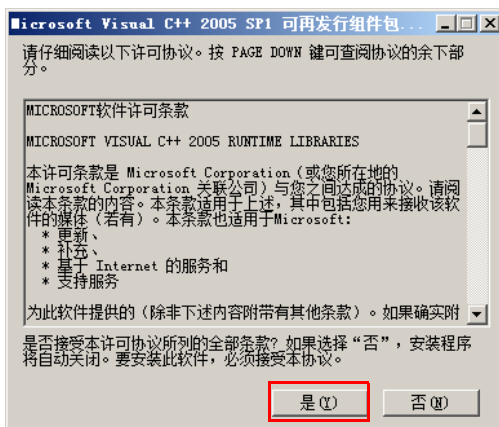 Microsoft Visual C++ 2005 SP1 可再发行组件包...
请仔细阅读以下许可协议。按 PAGE DOWN 键可查阅协议的余下部
分。
MICROSOFT软件许可条款
MICROSOFT VISUAL C++ 2005 RUNTIME LIBRARIES
本许可条款是 Microsoft Corporation（或您所在地的
Microsoft Corporation 关联公司）与您之间达成的协议。请阅
读本条款的内容。本条款适用于上述，其中包括您用来接收该软
件的媒体（若有）。本条款也适用于Microsoft:
* 更新、
* 补充、
* 基于 Internet 的服务和
* 支持服务
为此软件提供的（除非下述内容附带有其他条款）。如果确实附
是否接受本许可协议所列的全部条款? 如果选择“否”，安装程序
将自动关闭。要安装此软件，必须接受本协议。
是(Y)
否(N)